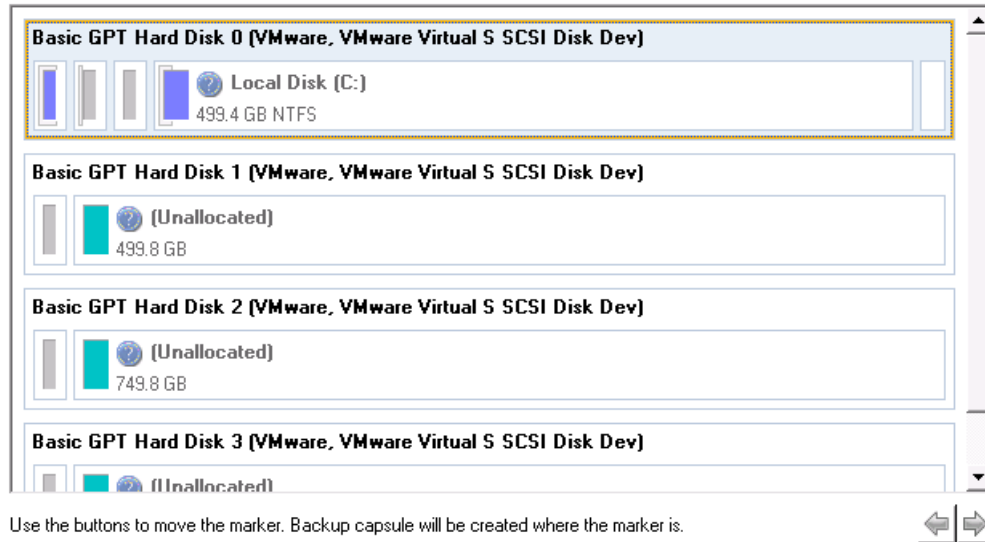 Basic GPT Hard Disk 0 (VMware, VMware Virtual S SCSI Disk Dev)
Local Disk (C:)
499.4 GB NTFS
Basic GPT Hard Disk 1 (VMware, VMware Virtual S SCSI Disk Dev)
(Unallocated)
499.8 GB
Basic GPT Hard Disk 2 (VMware, VMware Virtual S SCSI Disk Dev)
(Unallocated)
749.8 GB
Basic GPT Hard Disk 3 (VMware, VMware Virtual S SCSI Disk Dev)
(Unallocated)
Use the buttons to move the marker. Backup capsule will be created where the marker is.